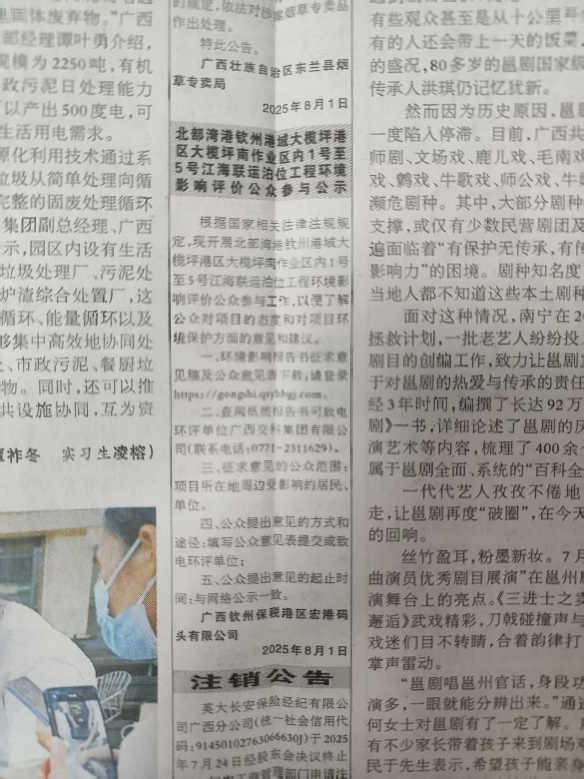 固体废弃物。”广西
部经理谭叶勇介绍，
规模为2250吨，有机
政污泥日处理能力
以产出500度电，可
生活用电需求。
源化利用技术通过系
垃圾从简单处理向循
完整的固废处理循环
集团副总经理、广西
示，园区内设有生活
垃圾处理厂、污泥处
炉渣综合处置厂，这
循环、能量循环以及
够集中高效地协同处
、市政污泥、餐厨垃
物。同时，还可以推
共设施协同，互为资
覃祚冬　实习生凌榕）
的规定，依法对涉
烟草专卖品
作出处理。
特此公告。
广西壮族自治区东兰县烟
草专卖局
2025年8月1日
北部湾港钦州港域大榄坪港
区大榄坪南作业区内1号至
5号江海联运泊位工程环境
影响评价公众参与公示
根据国家相关法律法规规
定，现开展北部湾港钦州港域大
榄坪港区大榄坪南作业区内1号
至5号江海联运泊位工程环境影
响评价公众参与工作，以便了解
公众对项目的态度和对项目环
境保护方面的意见和建议。
一、环境影响报告书征求意
见稿及公众意见表下载，请登录
二、查阅纸质报告书可致电
环评单位广西交科集团有限公
司（联系电话：0771-2311629）。
三、征求意见的公众范围：
项目所在地周边受影响的居民、
单位。
四、公众提出意见的方式和
途径：填写公众意见表提交或致
电环评单位；
五、公众提出意见的起止时
间：与网络公示一致。
广西钦州保税港区宏港码
头有限公司
2025年8月1日
注销公告
英大长安保险经纪有限公
司广西分公司（统一社会信用代
码：91450102763066630J）于2025
年7月24日经股东会决议终止
有些观众甚至是从十公里
有的人还会带上一天的饭菜，
的盛况，80多岁的邕剧国家级
传承人洪琪仍记忆犹新。
然而因为历史原因，邕剧
一度陷入停滞。目前，广西共
师剧、文场戏、鹿儿戏、毛南戏
戏、鹩戏、牛歌戏、师公戏、牛
濒危剧种。其中，大部分剧种
支撑，或仅有少数民营剧团及
遍面临着“有保护无传承，有传
影响力”的困境。剧种知名度
当地人都不知道这些本土剧种
面对这种情况，南宁在20
拯救计划，一批老艺人纷纷投
剧目的创编工作，致力让邕剧
于对邕剧的热爱与传承的责任
经3年时间，编撰了长达92万
剧》一书，详细论述了邕剧的历
演艺术等内容，梳理了400余
属于邕剧全面、系统的“百科全
一代代艺人孜孜不倦地
走，让邕剧再度“破圈”，在今天
的回响。
丝竹盈耳，粉墨新妆。7月
曲演员优秀剧目展演”在邕州
演舞台上的亮点。《三进士之卖
邂逅》武戏精彩，刀戟碰撞声与
戏迷们目不转睛，合着韵律打
掌声雷动。
“邕剧唱邕州官话，身段功
演多，一眼就能分辨出来。”通过
何女士对邕剧有了一定了解。
有不少家长带着孩子来到剧场观
民于先生表示，希望孩子能亲身